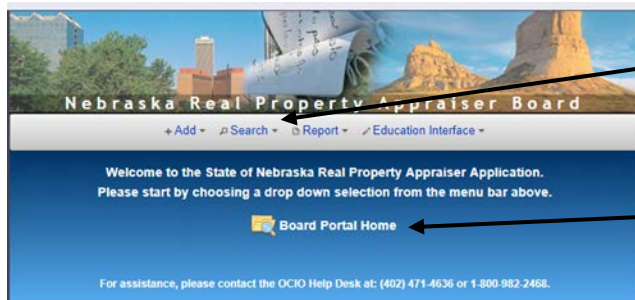 Nebraska Real Property Appraiser Board
+ Add Search Report Education Interface
Welcome to the State of Nebraska Real Property Appraiser Application.
Please start by choosing a drop down selection from the menu bar above.
Board Portal Home
For assistance, please contact the OCIO Help Desk at: (402) 471-4636 or 1-800-982-2468.